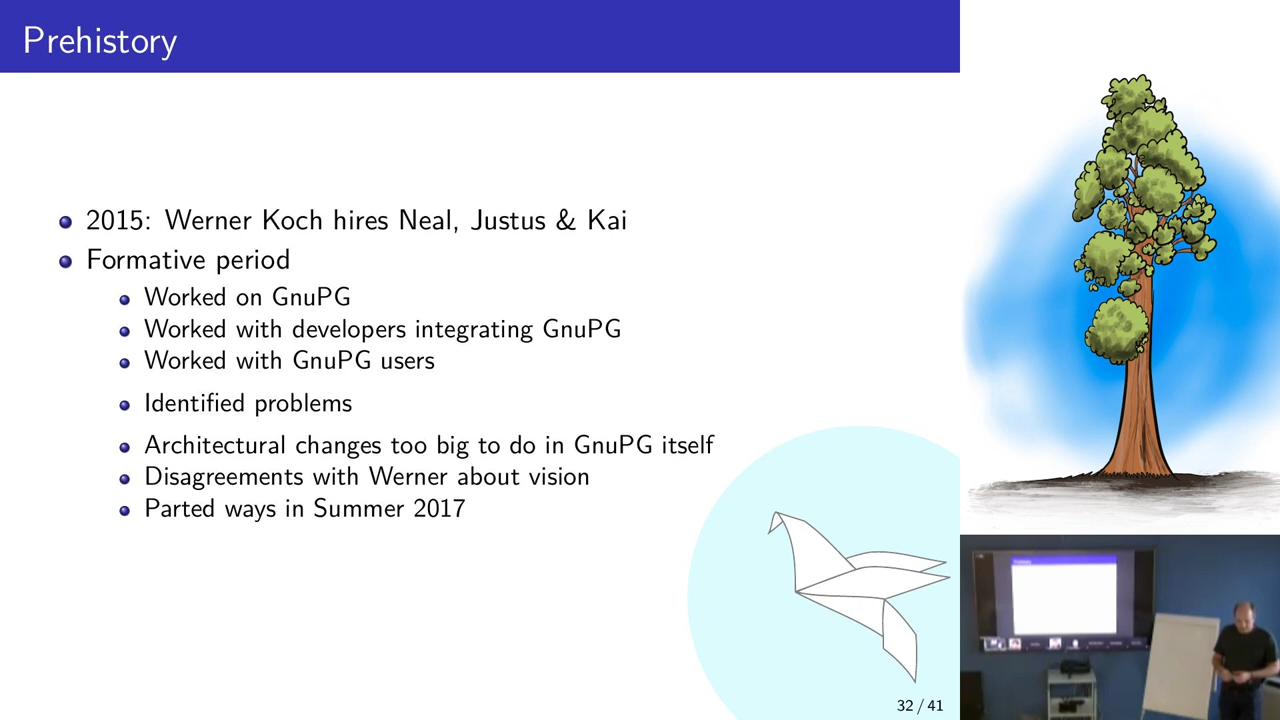 Prehistory
2015: Werner Koch hires Neal, Justus & Kai
Formative period
Worked on GnuPG
Worked with developers integrating GnuPG
Worked with GnuPG users
Identified problems
Architectural changes too big to do in GnuPG itself
Disagreements with Werner about vision
Parted ways in Summer 2017
32 / 41